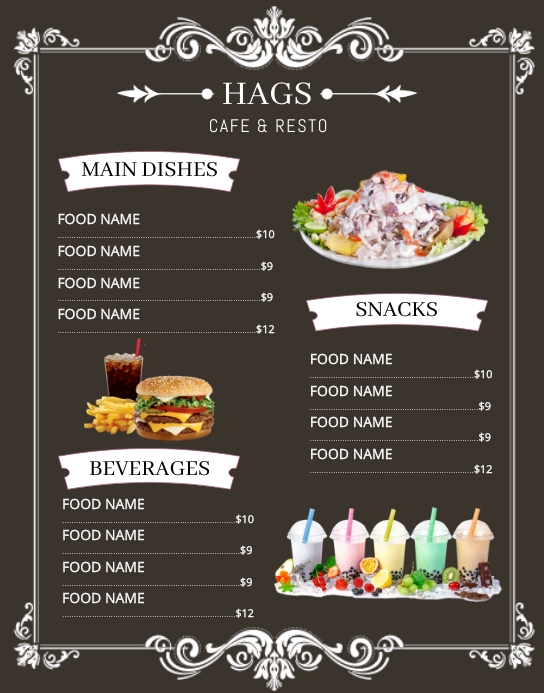 HAGS
CAFE & RESTO
MAIN DISHES
FOOD NAME
$10
FOOD NAME
$9
FOOD NAME
$9
FOOD NAME
$12
SNACKS
FOOD NAME
$10
FOOD NAME
$9
FOOD NAME
$9
FOOD NAME
$12
BEVERAGES
FOOD NAME
$10
FOOD NAME
$9
FOOD NAME
$9
FOOD NAME
$12